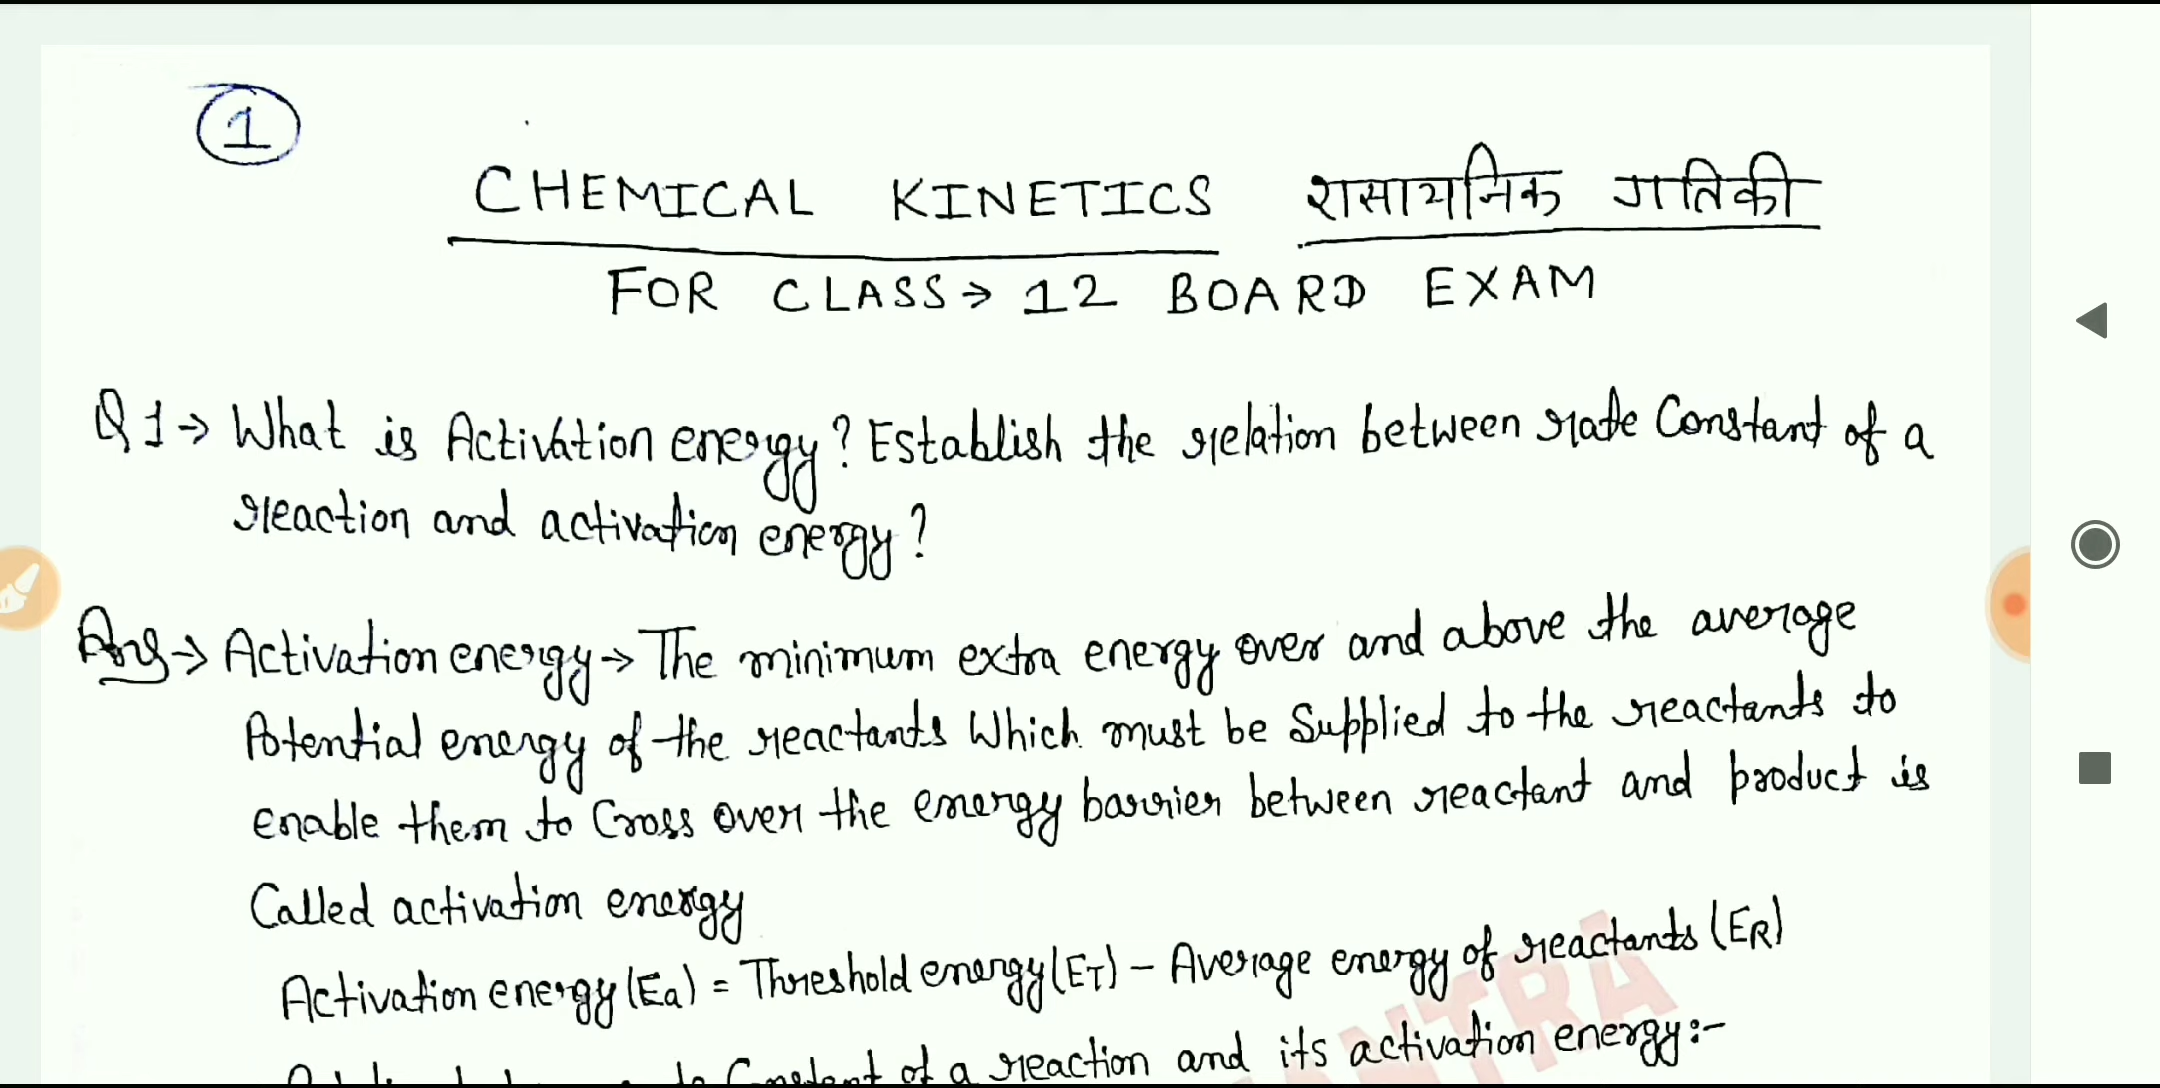 1
CHEMICAL KINETICS रासायनिक गतिकी
FOR CLASS → 12 BOARD EXAM
Q1→ What is Activation energy? Establish the relation between rate Constant of a
reaction and activation energy?
Ans→ Activation energy→ The minimum extra energy over and above the average
Potential energy of the reactants Which must be Supplied to the reactants to
enable them to Cross over the energy barrier between reactant and product is
Called activation energy
Activation energy (Ea) = Threshold energy (ET) – Average energy of reactants (ER)
Constant of a reaction and its activation energy:-